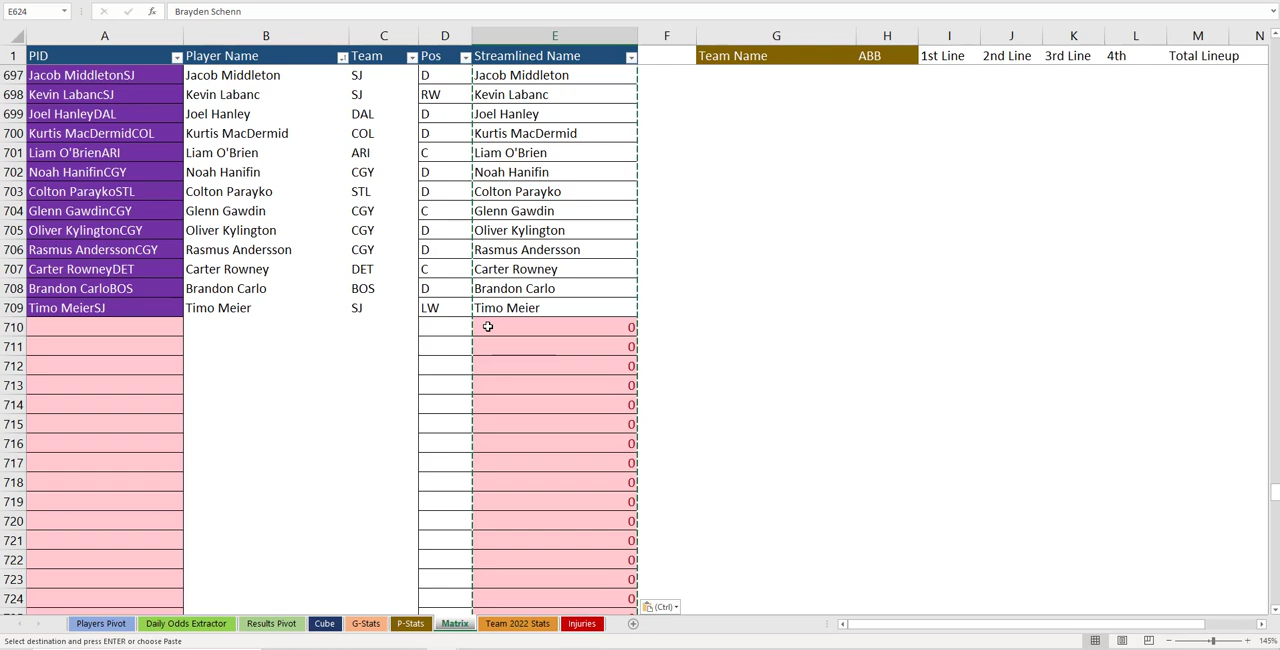 E624 fx Brayden Schenn
A B C D E F G H I J K L M N
1 PID Player Name Team Pos Streamlined Name Team Name ABB 1st Line 2nd Line 3rd Line 4th Total Lineup
697 Jacob MiddletonSJ Jacob Middleton SJ D Jacob Middleton
698 Kevin LabancSJ Kevin Labanc SJ RW Kevin Labanc
699 Joel HanleyDAL Joel Hanley DAL D Joel Hanley
700 Kurtis MacDermidCOL Kurtis MacDermid COL D Kurtis MacDermid
701 Liam O'BrienARI Liam O'Brien ARI C Liam O'Brien
702 Noah HanifinCGY Noah Hanifin CGY D Noah Hanifin
703 Colton ParaykoSTL Colton Parayko STL D Colton Parayko
704 Glenn GawdinCGY Glenn Gawdin CGY C Glenn Gawdin
705 Oliver KylingtonCGY Oliver Kylington CGY D Oliver Kylington
706 Rasmus AnderssonCGY Rasmus Andersson CGY D Rasmus Andersson
707 Carter RowneyDET Carter Rowney DET C Carter Rowney
708 Brandon CarloBOS Brandon Carlo BOS D Brandon Carlo
709 Timo MeierSJ Timo Meier SJ LW Timo Meier
710 0
711 0
712 0
713 0
714 0
715 0
716 0
717 0
718 0
719 0
720 0
721 0
722 0
723 0
724 0
(Ctrl)
Players Pivot Daily Odds Extractor Results Pivot Cube G-Stats P-Stats Matrix Team 2022 Stats Injuries
Select destination and press ENTER or choose Paste 145%